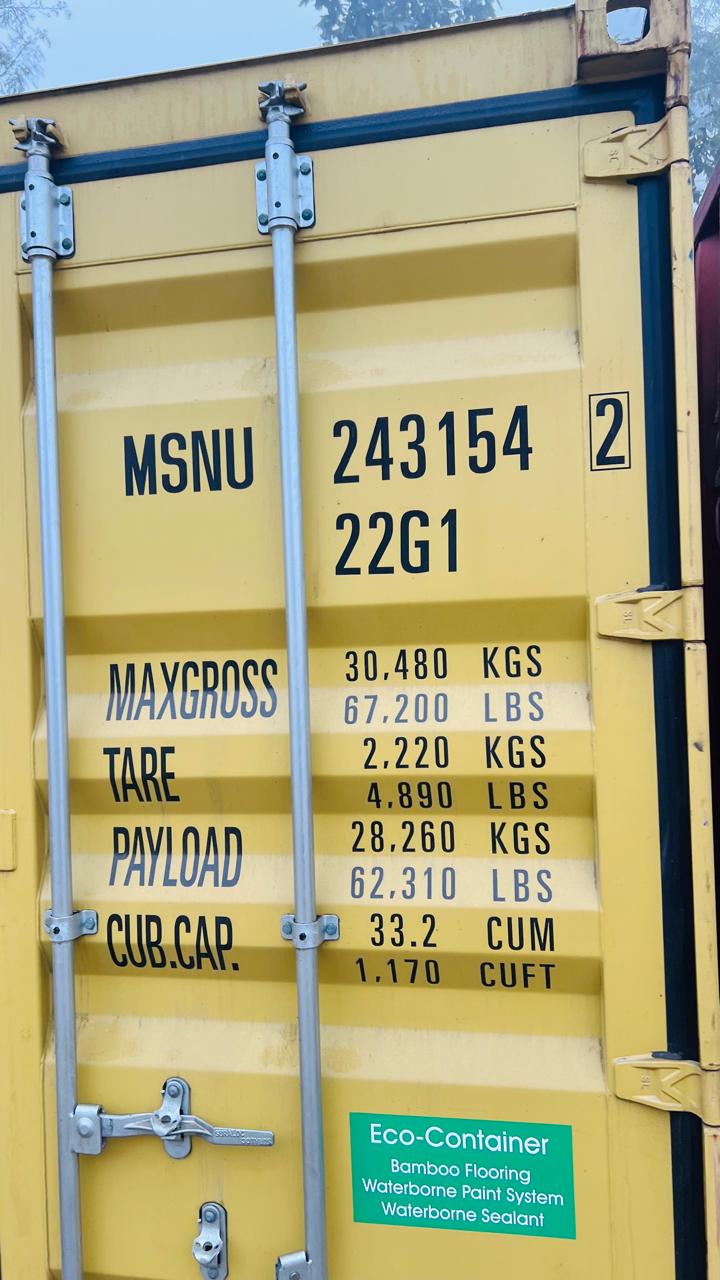 MSNU 243154 2
22G1
MAXGROSS 30,480 KGS
67,200 LBS
TARE 2,220 KGS
4,890 LBS
PAYLOAD 28,260 KGS
62,310 LBS
CUB.CAP. 33.2 CUM
1,170 CUFT
Eco-Container
Bamboo Flooring
Waterborne Paint System
Waterborne Sealant